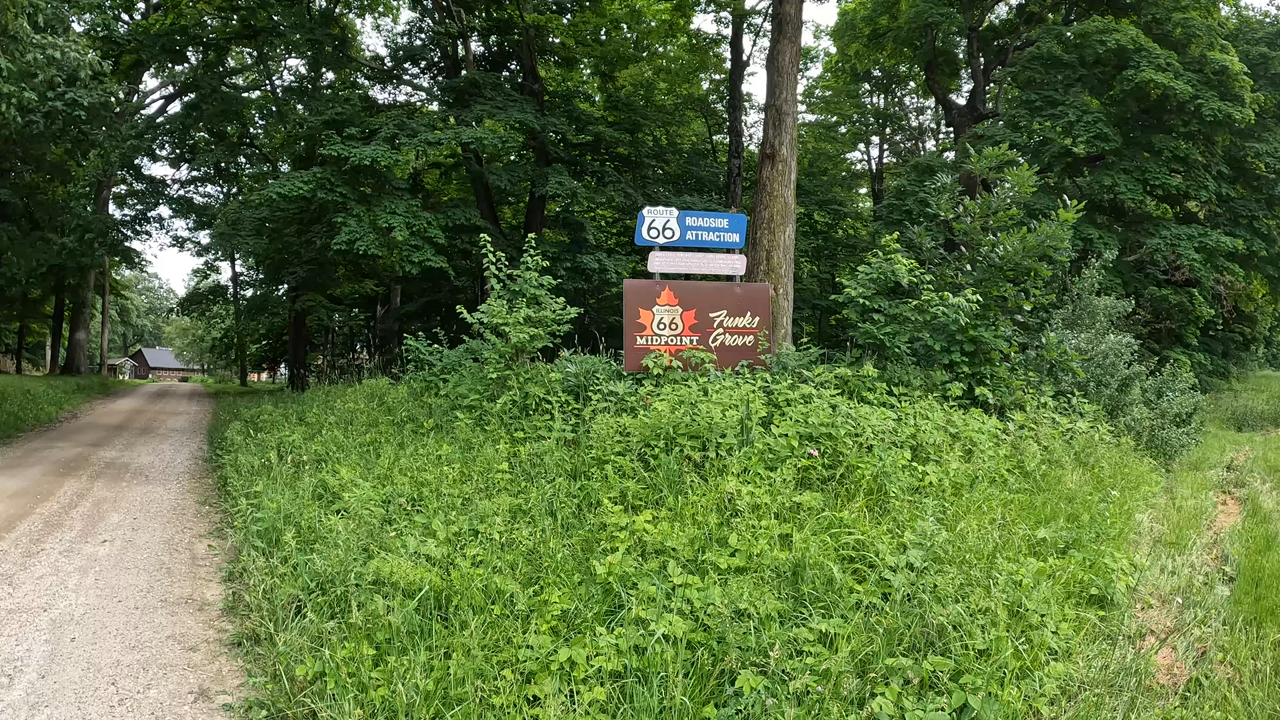 ROUTE
66
ROADSIDE
ATTRACTION
ILLINOIS
66
MIDPOINT
Funks
Grove